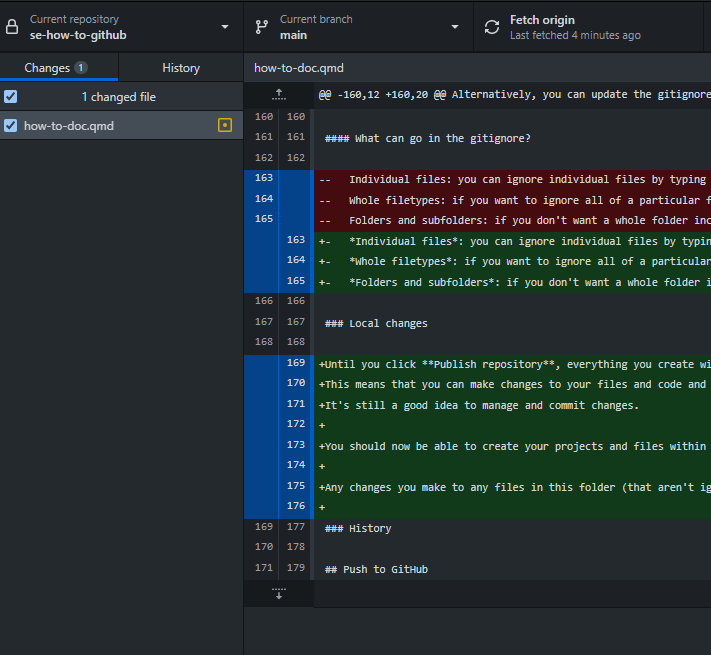 Current repository
se-how-to-github
Current branch
main
Fetch origin
Last fetched 4 minutes ago
Changes 1
History
how-to-doc.qmd
1 changed file
how-to-doc.qmd
@@ -160,12 +160,20 @@ Alternatively, you can update the gitignore
160 160
161 161 #### What can go in the gitignore?
162 162
163 -- Individual files: you can ignore individual files by typing
164 -- Whole filetypes: if you want to ignore all of a particular f
165 -- Folders and subfolders: if you don't want a whole folder inc
163 +- *Individual files*: you can ignore individual files by typin
164 +- *Whole filetypes*: if you want to ignore all of a particular
165 +- *Folders and subfolders*: if you don't want a whole folder i
166 166
167 167 ### Local changes
168 168
169 +Until you click **Publish repository**, everything you create wi
170 +This means that you can make changes to your files and code and
171 +It's still a good idea to manage and commit changes.
172 +
173 +You should now be able to create your projects and files within
174 +
175 +Any changes you make to any files in this folder (that aren't ig
176 +
169 177 ### History
170 178
171 179 ## Push to GitHub